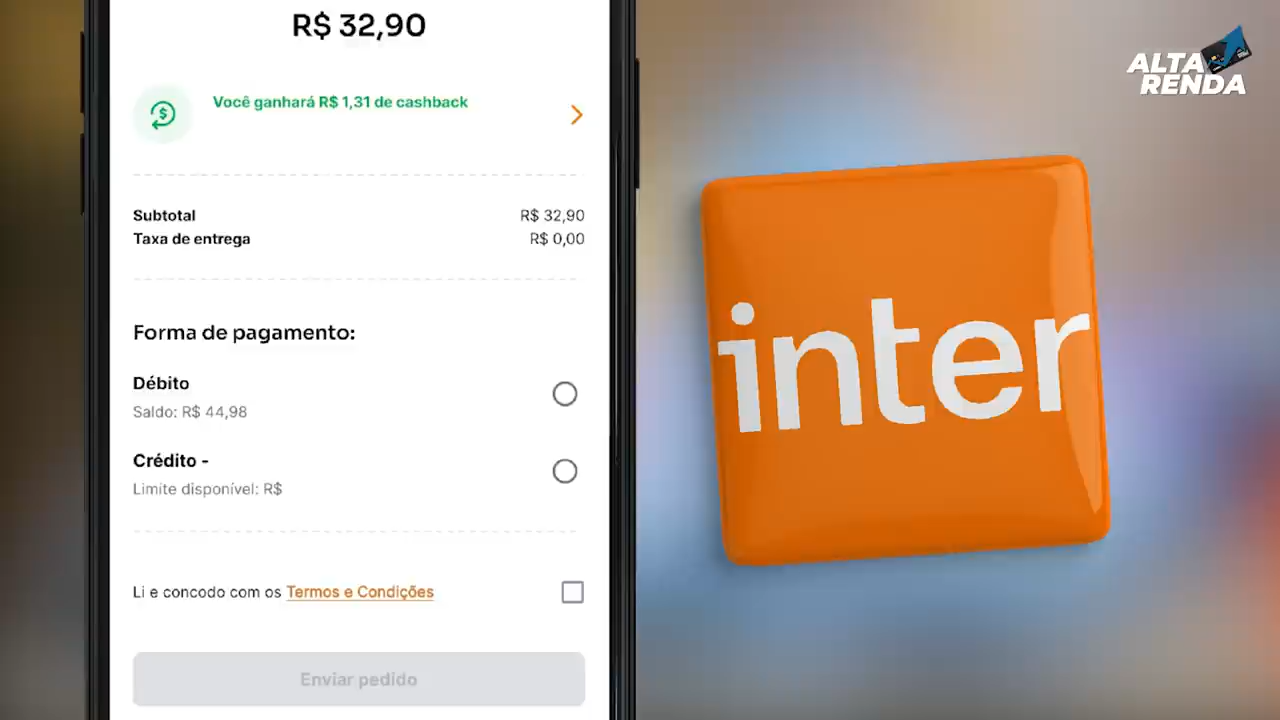 R$ 32,90
ALTA
RENDA
Você ganhará R$ 1,31 de cashback
Subtotal R$ 32,90
Taxa de entrega R$ 0,00
inter
Forma de pagamento:
Débito
Saldo: R$ 44,98
Crédito -
Limite disponível: R$
Li e concodo com os Termos e Condições
Enviar pedido